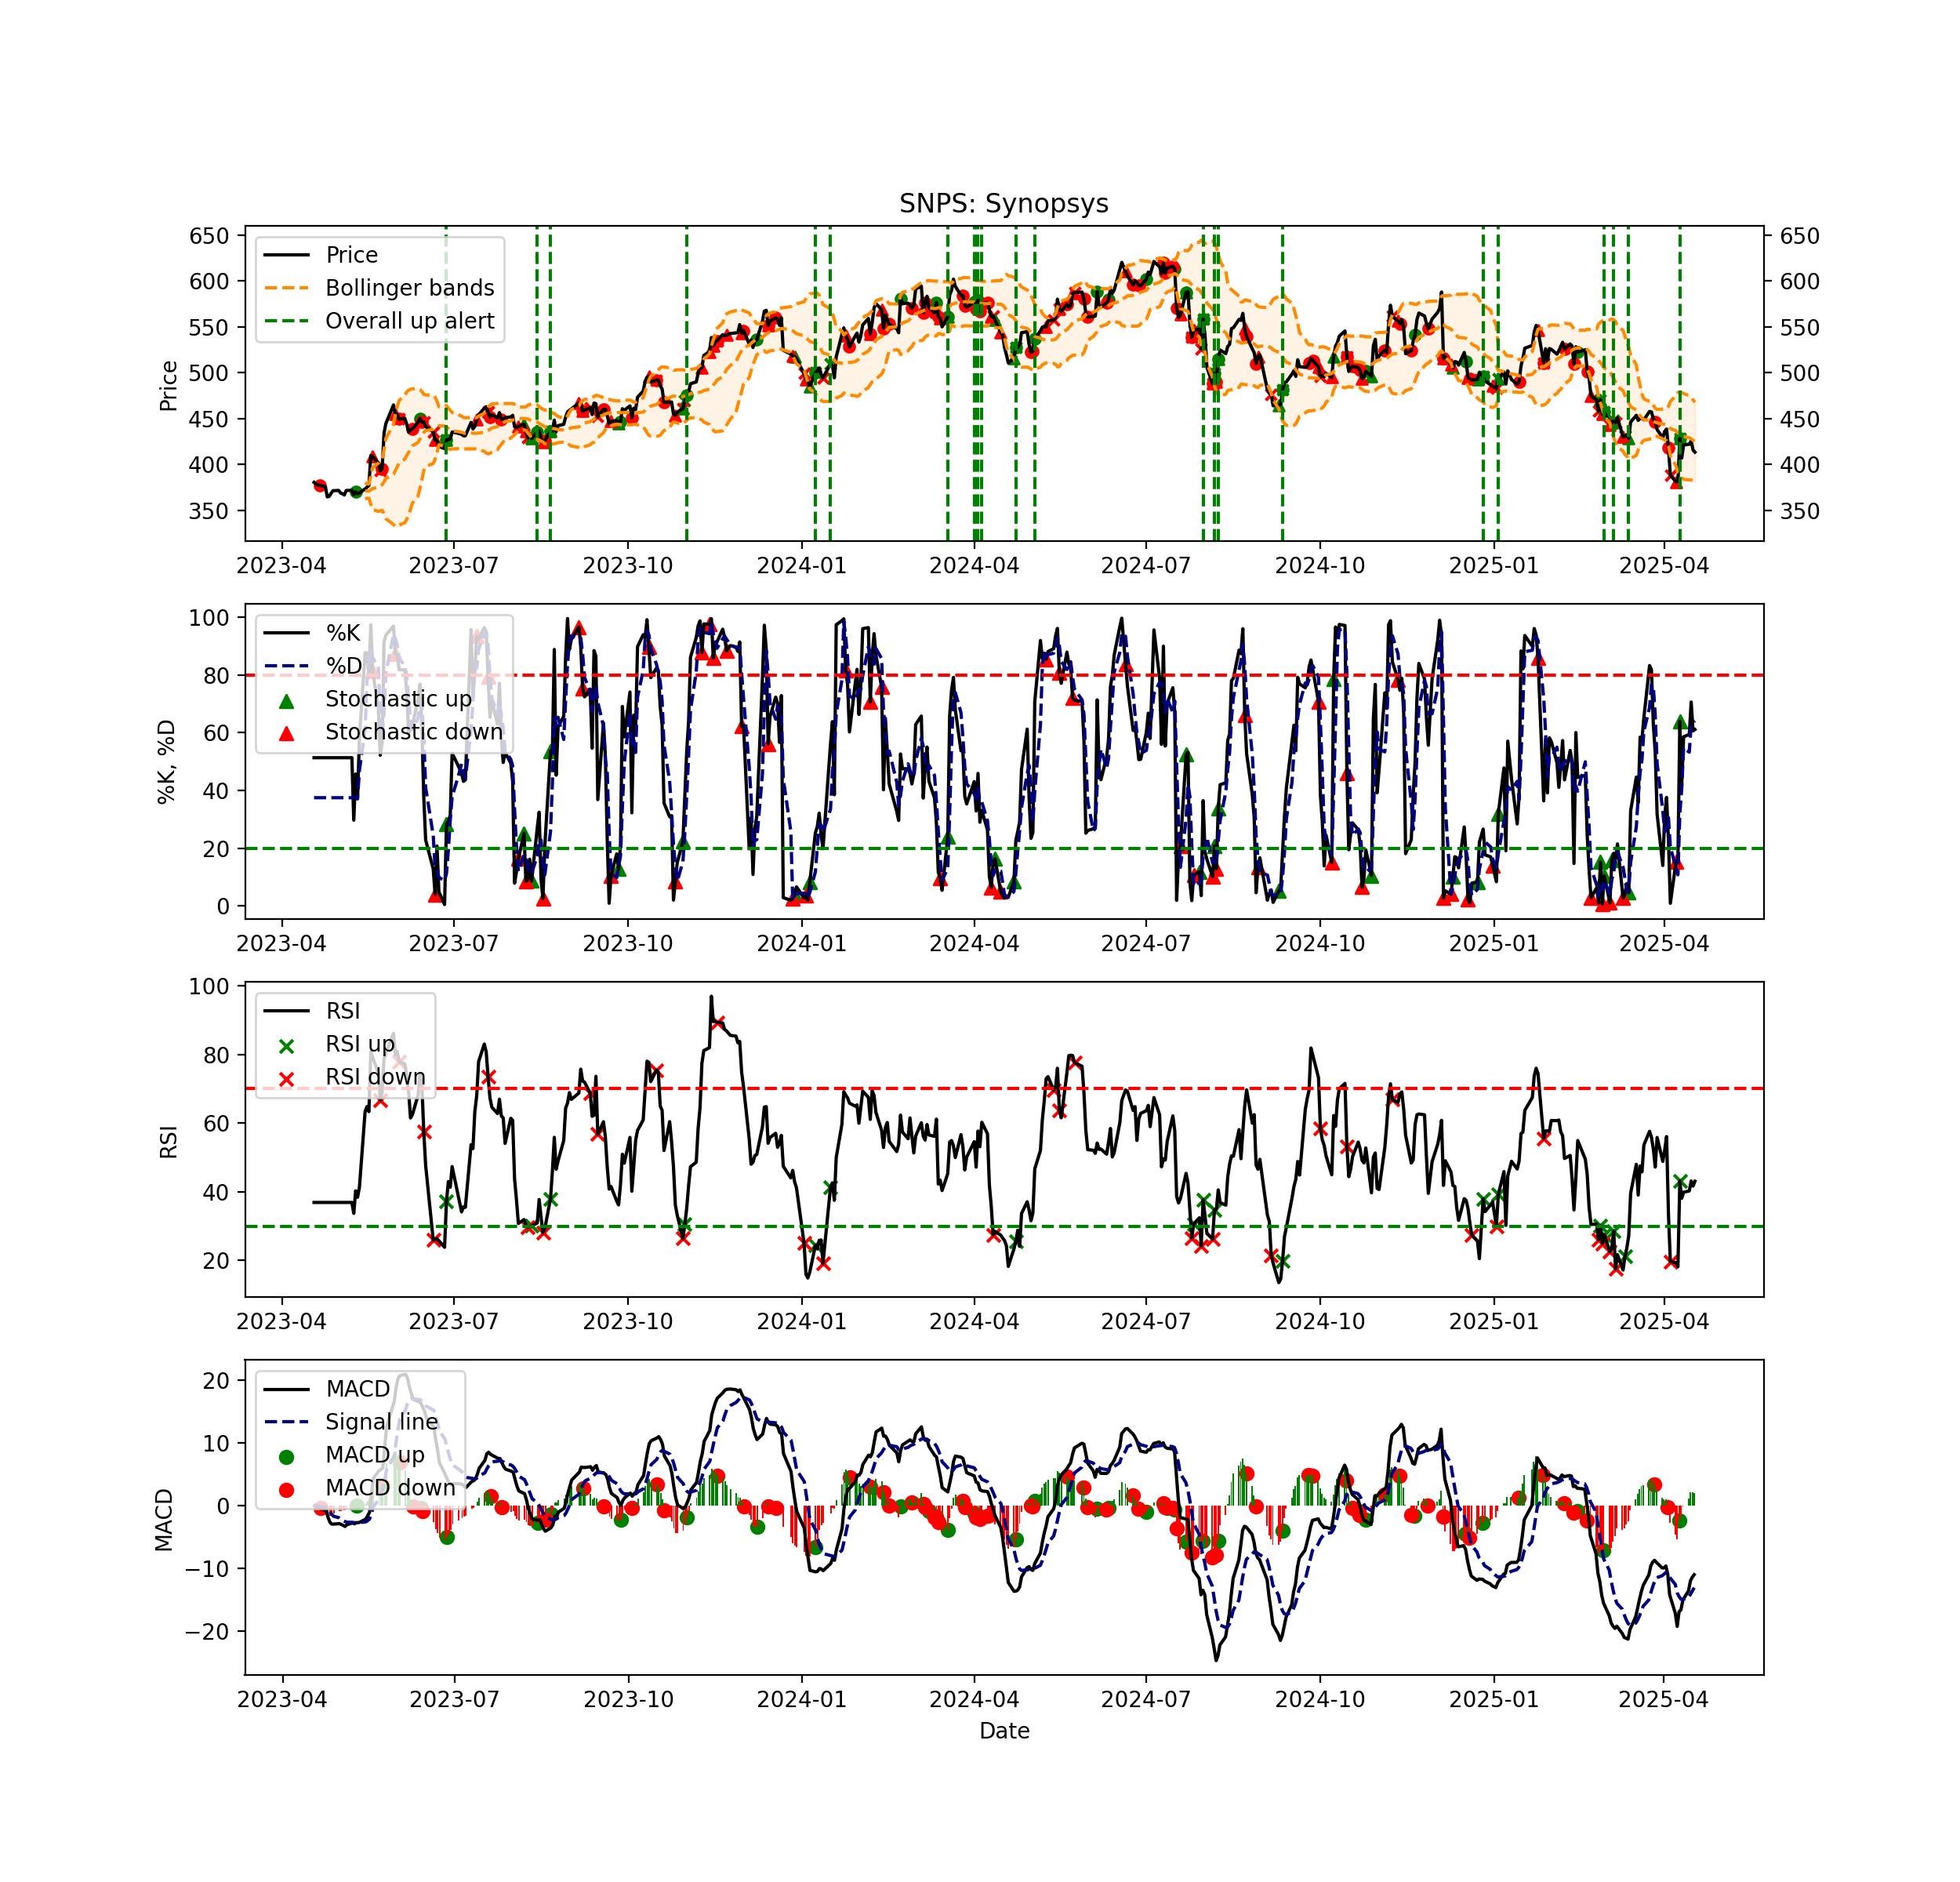 SNPS: Synopsys
650
600
550
500
450
400
350
Price
Price
Bollinger bands
Overall up alert
650
600
550
500
450
400
350
2023-04 2023-07 2023-10 2024-01 2024-04 2024-07 2024-10 2025-01 2025-04
100
80
60
40
20
0
%K, %D
%K
%D
Stochastic up
Stochastic down
2023-04 2023-07 2023-10 2024-01 2024-04 2024-07 2024-10 2025-01 2025-04
100
80
60
40
20
RSI
RSI
RSI up
RSI down
2023-04 2023-07 2023-10 2024-01 2024-04 2024-07 2024-10 2025-01 2025-04
20
10
0
−10
−20
MACD
MACD
Signal line
MACD up
MACD down
2023-04 2023-07 2023-10 2024-01 2024-04 2024-07 2024-10 2025-01 2025-04
Date